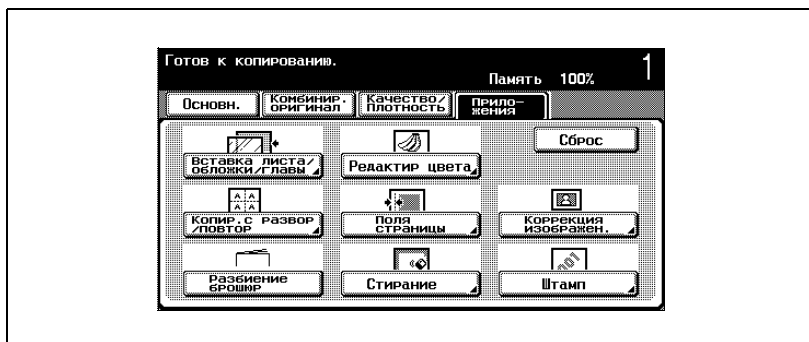 Готов к копированию.
Память 100% 1
Основн.
Комбинир.
оригинал
Качество/
плотность
Прило-
жения
Сброс
Вставка листа/
обложки/главы
Редактир цвета
A A
A A
Копир.с развор
/повтор
Поля
страницы
Коррекция
изображен.
Разбиение
брошюр
Стирание
001
Штамп